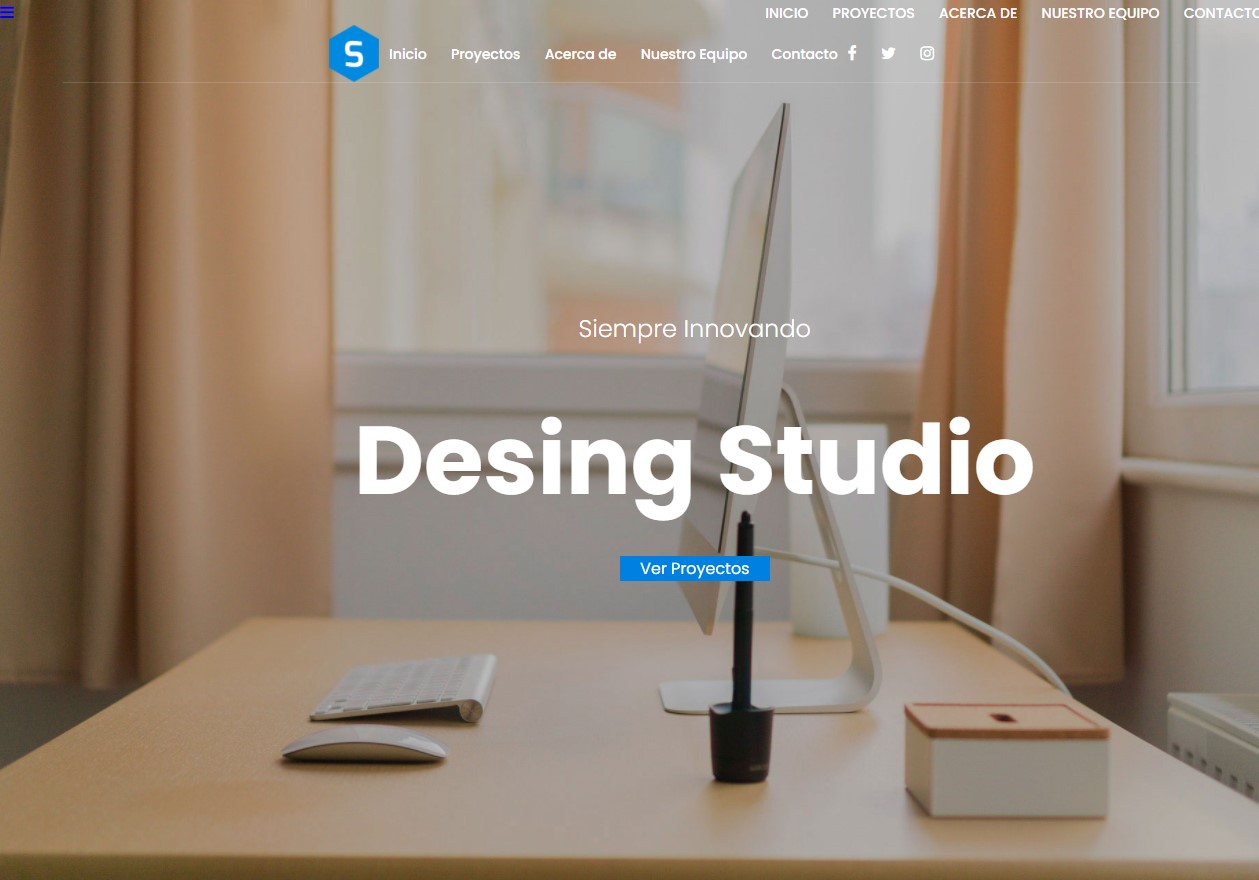 INICIO PROYECTOS ACERCA DE NUESTRO EQUIPO CONTACTO
S Inicio Proyectos Acerca de Nuestro Equipo Contacto
Siempre Innovando
Desing Studio
Ver Proyectos